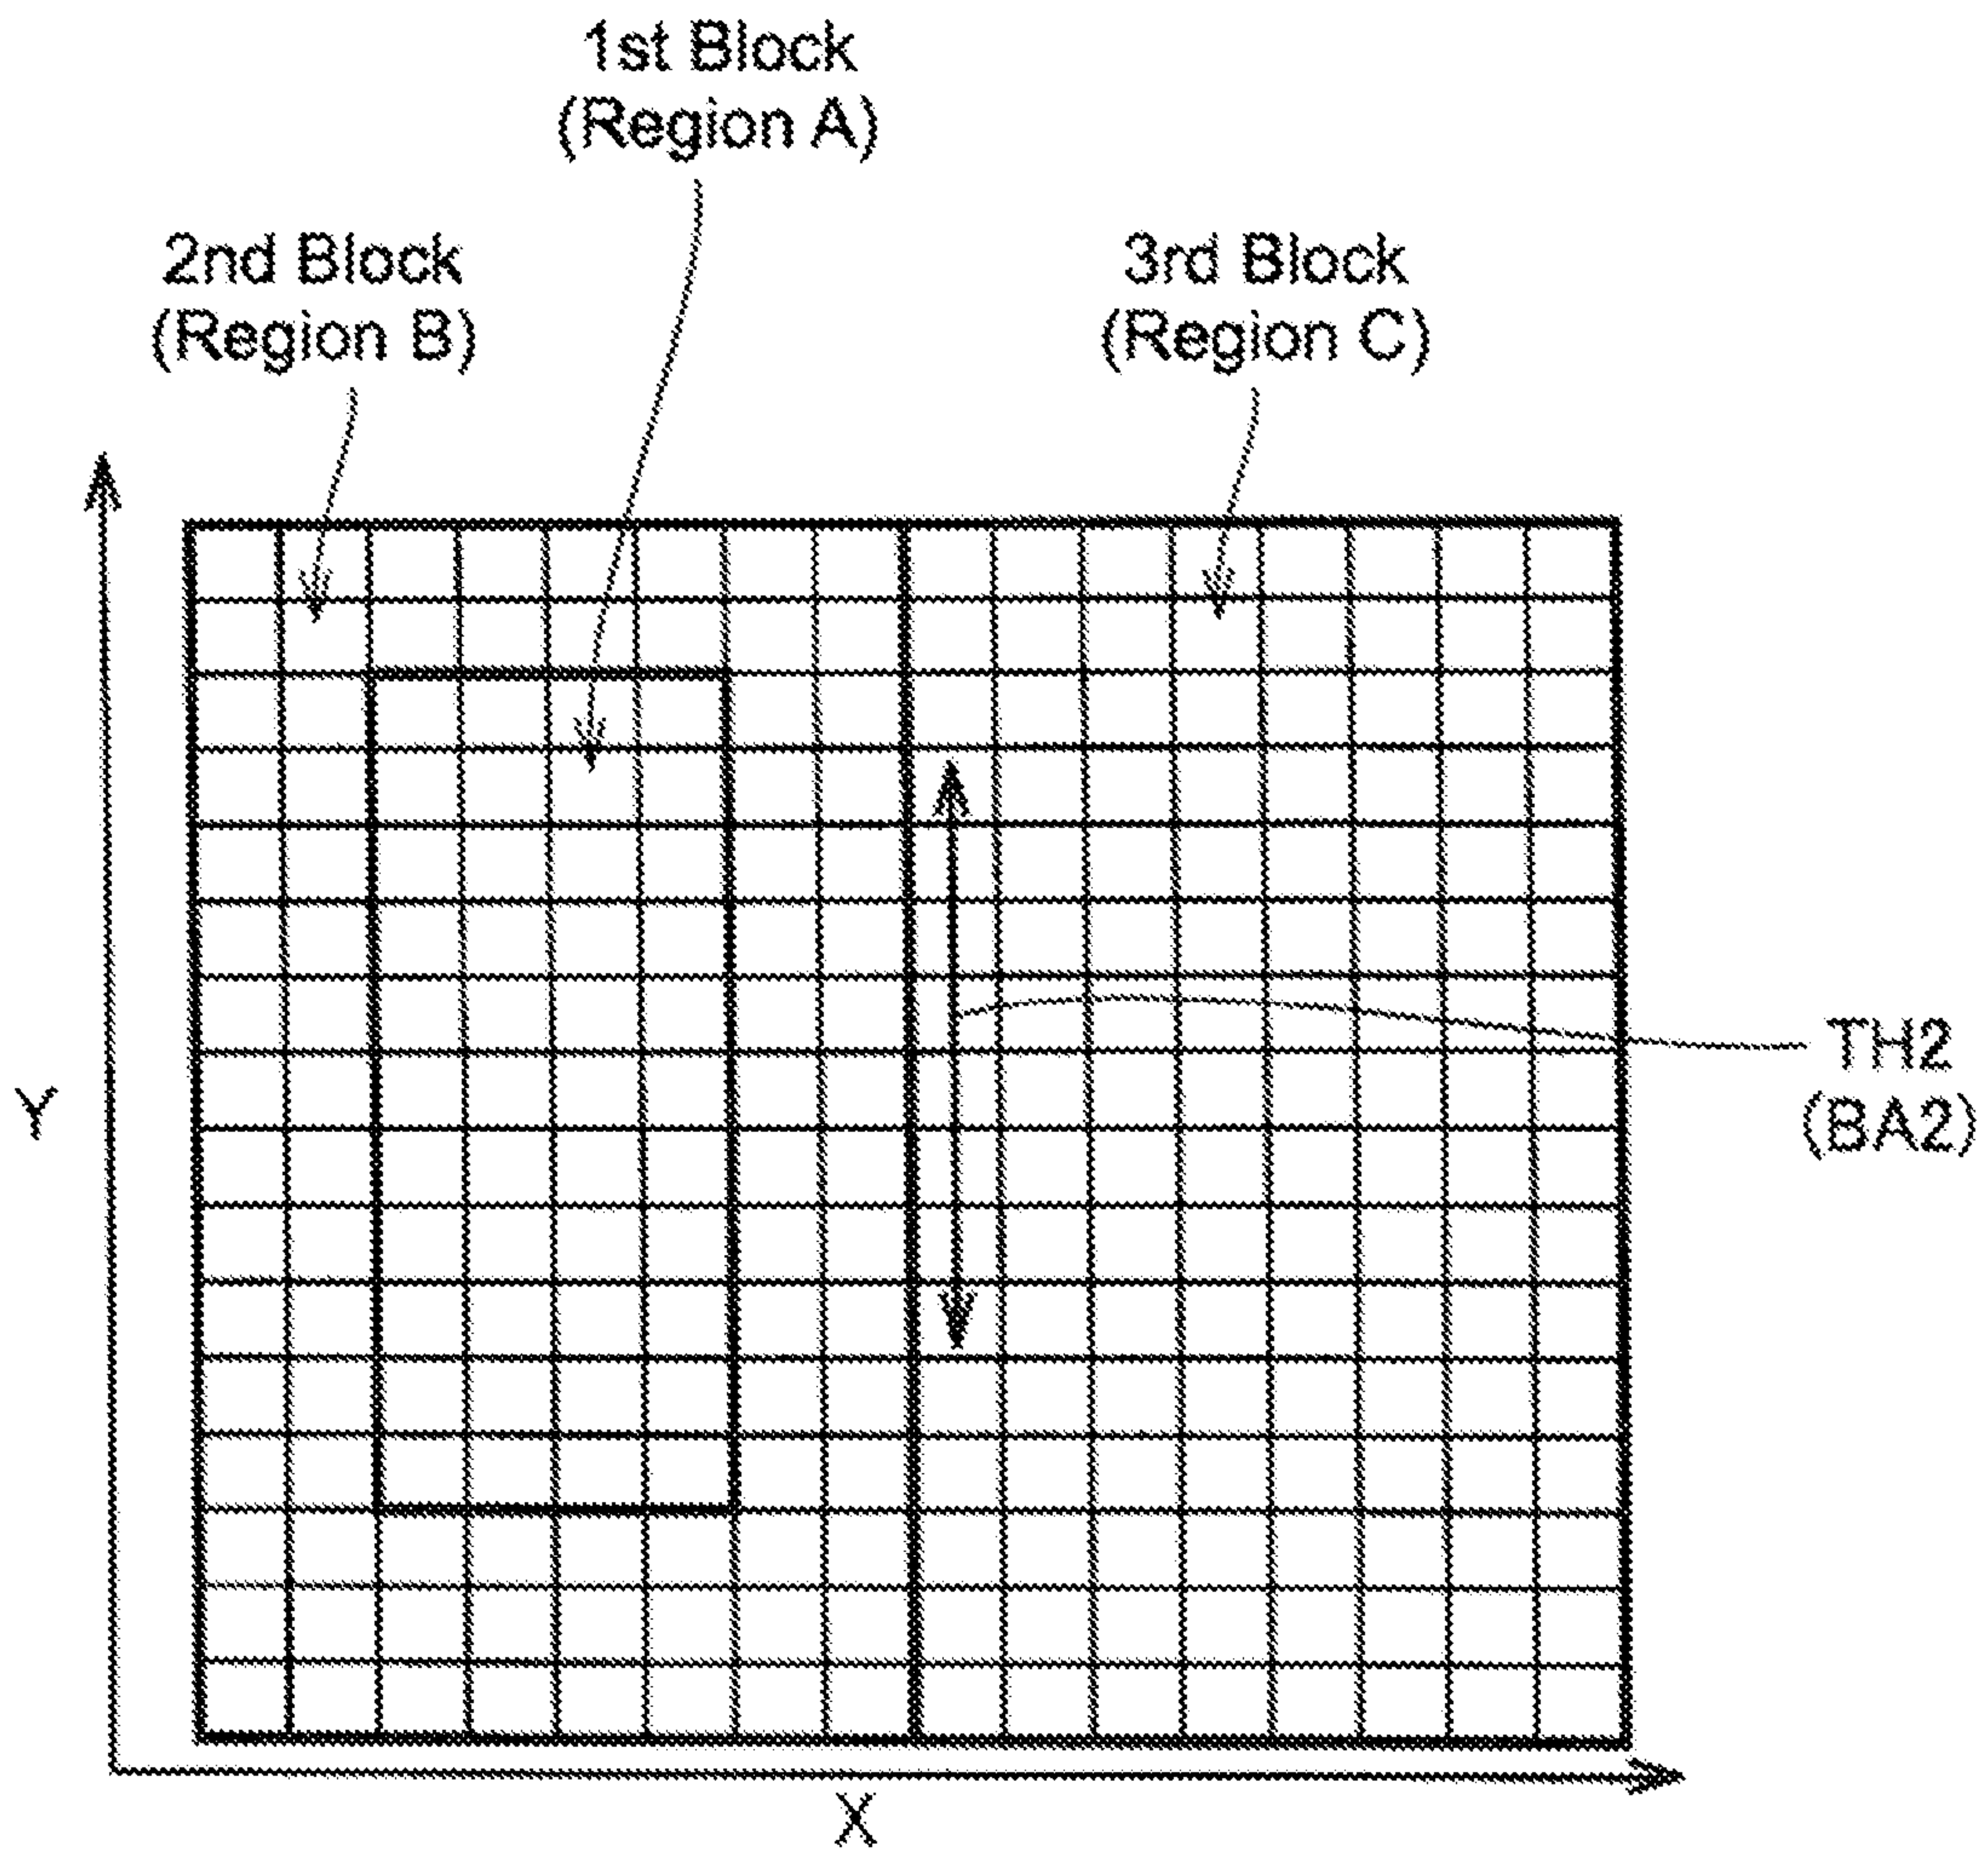 1st Block
(Region A)
2nd Block
(Region B)
3rd Block
(Region C)
TH2
(BA2)
Y
X